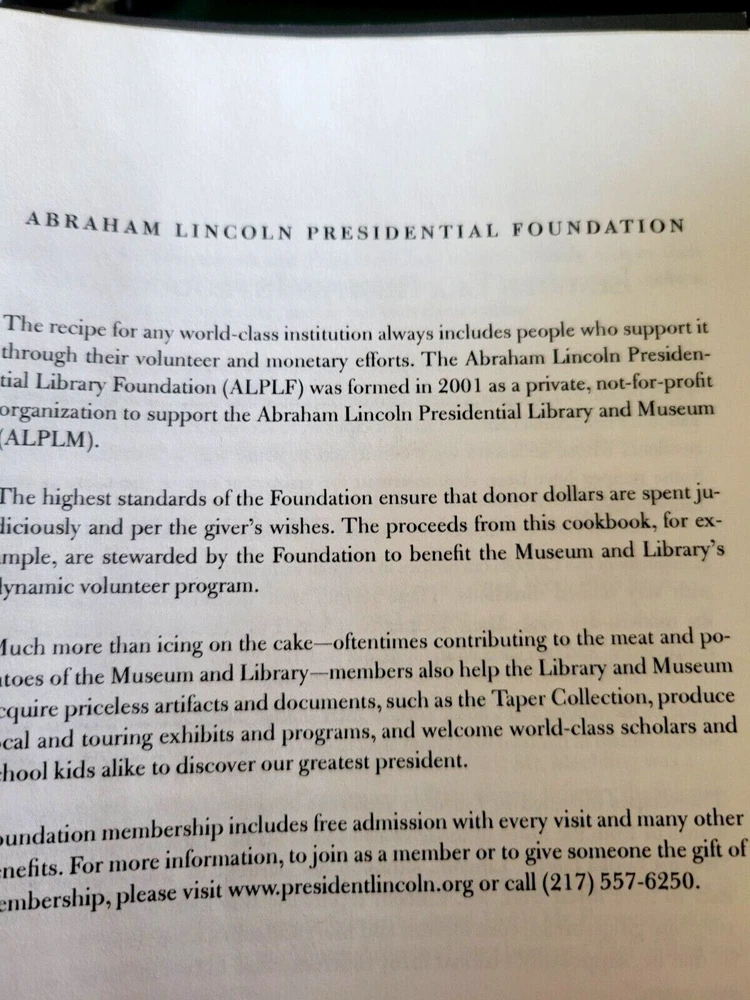 ABRAHAM LINCOLN PRESIDENTIAL FOUNDATION
The recipe for any world-class institution always includes people who support it
through their volunteer and monetary efforts. The Abraham Lincoln Presiden-
tial Library Foundation (ALPLF) was formed in 2001 as a private, not-for-profit
organization to support the Abraham Lincoln Presidential Library and Museum
(ALPLM).
The highest standards of the Foundation ensure that donor dollars are spent ju-
diciously and per the giver's wishes. The proceeds from this cookbook, for ex-
mple, are stewarded by the Foundation to benefit the Museum and Library's
dynamic volunteer program.
Much more than icing on the cake—oftentimes contributing to the meat and po-
toes of the Museum and Library—members also help the Library and Museum
cquire priceless artifacts and documents, such as the Taper Collection, produce
cal and touring exhibits and programs, and welcome world-class scholars and
hool kids alike to discover our greatest president.
oundation membership includes free admission with every visit and many other
nefits. For more information, to join as a member or to give someone the gift of
embership, please visit www.presidentlincoln.org or call (217) 557-6250.